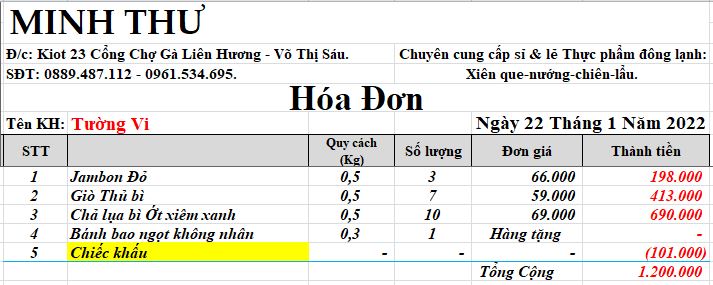 MINH THƯ
Đ/c: Kiot 23 Cổng Chợ Gà Liên Hương - Võ Thị Sáu. Chuyên cung cấp sỉ & lẻ Thực phẩm đông lạnh:
SĐT: 0889.487.112 - 0961.534.695. Xiên que-nướng-chiên-lẩu.
Hóa Đơn
Tên KH: Tường Vi Ngày 22 Tháng 1 Năm 2022
STT Quy cách (Kg) Số lượng Đơn giá Thành tiền
1 Jambon Đỏ 0,5 3 66.000 198.000
2 Giò Thủ bì 0,5 7 59.000 413.000
3 Chả lụa bì Ớt xiêm xanh 0,5 10 69.000 690.000
4 Bánh bao ngọt không nhân 0,3 1 Hàng tặng -
5 Chiếc khấu - - - (101.000)
Tổng Cộng 1.200.000